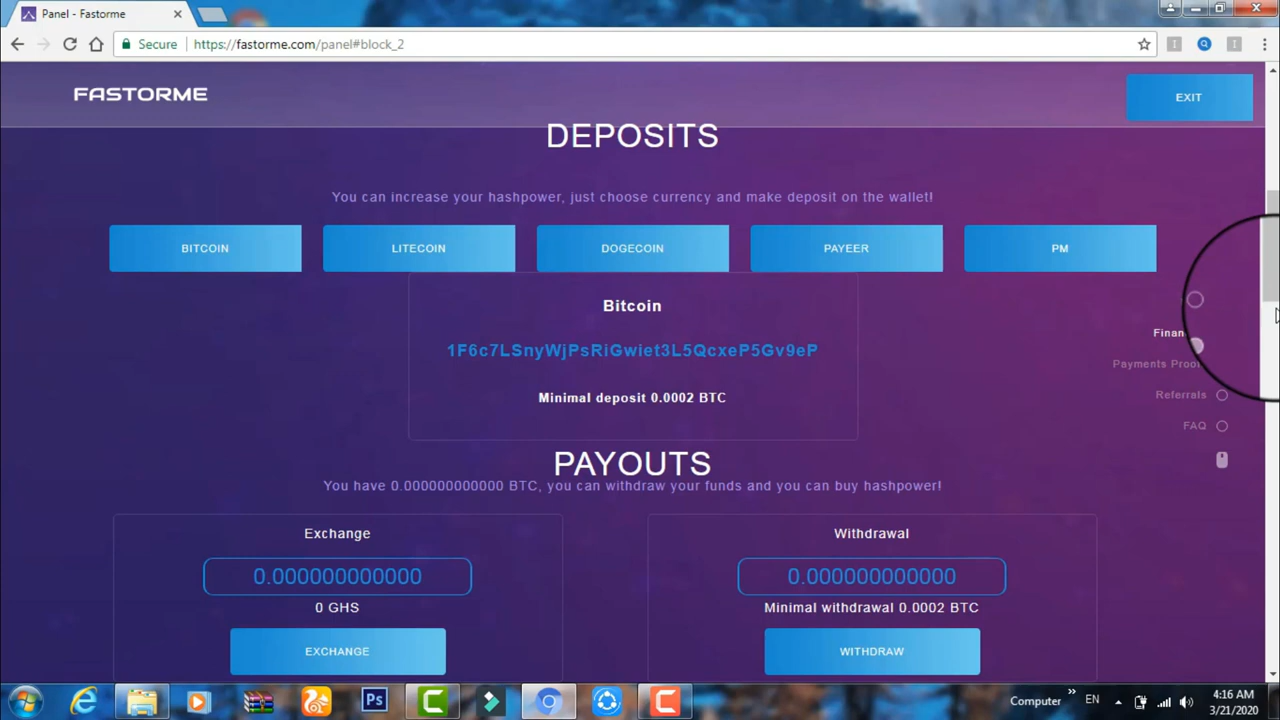 Panel - Fastorme
Secure https://fastorme.com/panel#block_2
FASTORME
EXIT
DEPOSITS
You can increase your hashpower, just choose currency and make deposit on the wallet!
BITCOIN LITECOIN DOGECOIN PAYEER PM
Bitcoin
1F6c7LSnyWjPsRiGwiet3L5QcxeP5Gv9eP
Minimal deposit 0.0002 BTC
Finan
Payments Proo
Referrals
FAQ
PAYOUTS
You have 0.000000000000 BTC, you can withdraw your funds and you can buy hashpower!
Exchange
0.000000000000
0 GHS
EXCHANGE
Withdrawal
0.000000000000
Minimal withdrawal 0.0002 BTC
WITHDRAW
Ps
Computer » EN
4:16 AM
3/21/2020